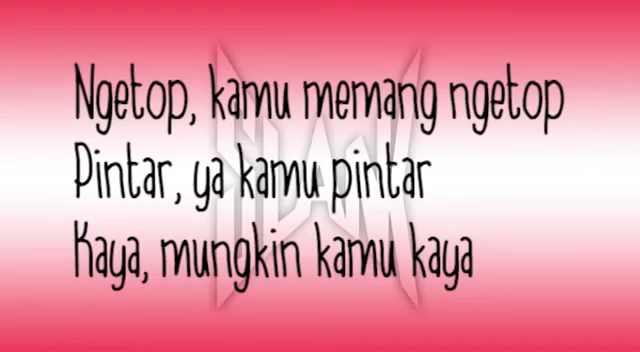 Ngetop, kamu memang ngetop
Pintar, ya kamu pintar
Kaya, mungkin kamu kaya